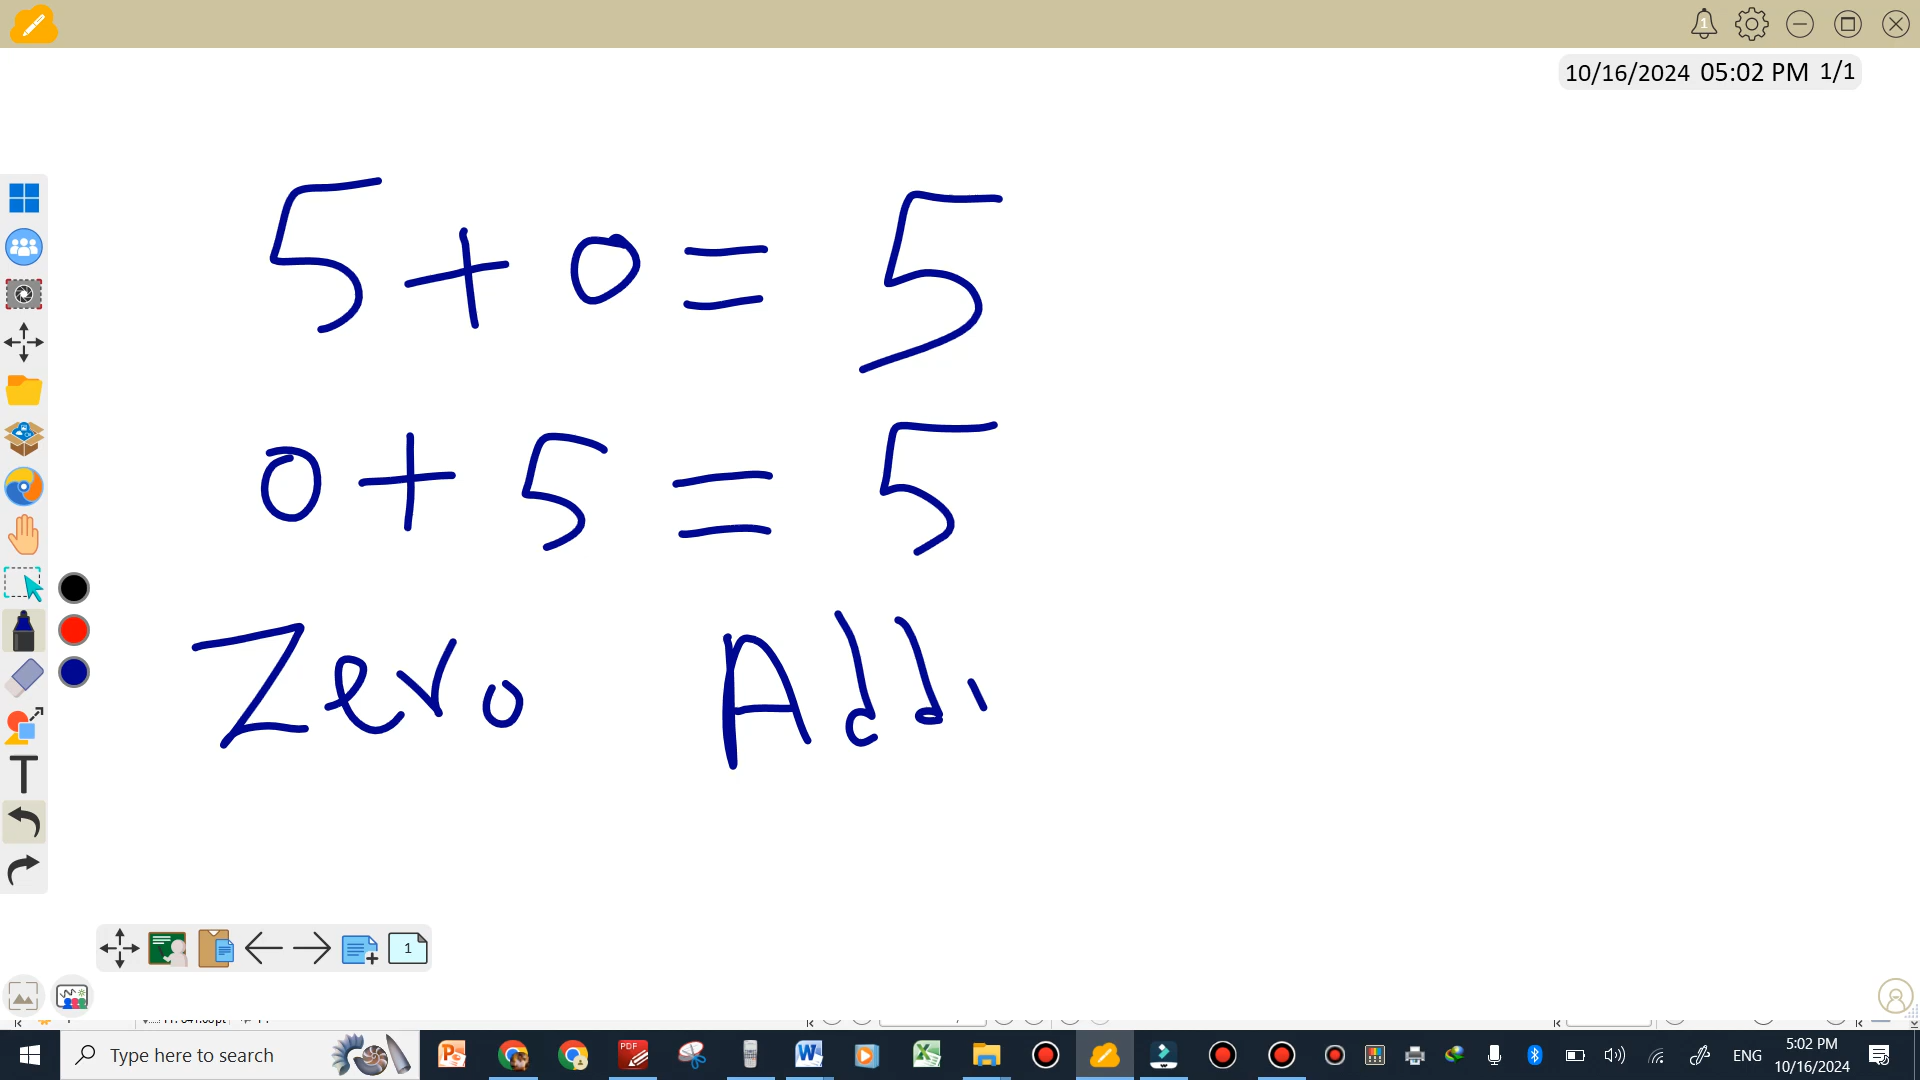 10/16/2024 05:02 PM 1/1
5 + 0 = 5
0 + 5 = 5
Zero Addi
1
Type here to search
ENG
5:02 PM
10/16/2024